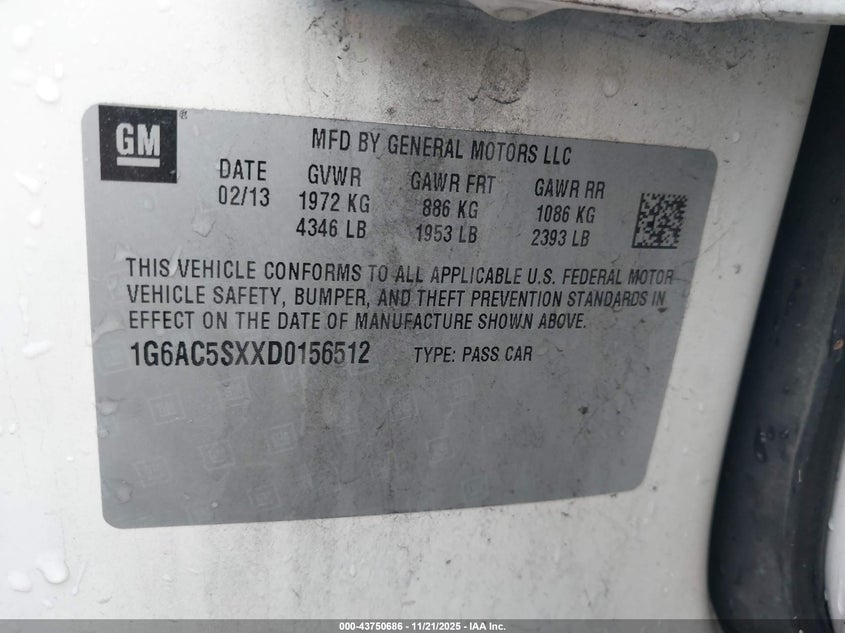 GM
MFD BY GENERAL MOTORS LLC
DATE GVWR GAWR FRT GAWR RR
02/13 1972 KG 886 KG 1086 KG
4346 LB 1953 LB 2393 LB
THIS VEHICLE CONFORMS TO ALL APPLICABLE U.S. FEDERAL MOTOR
VEHICLE SAFETY, BUMPER, AND THEFT PREVENTION STANDARDS IN
EFFECT ON THE DATE OF MANUFACTURE SHOWN ABOVE.
1G6AC5SXXD0156512 TYPE: PASS CAR
000-43750686 - 11/21/2025 - IAA Inc.